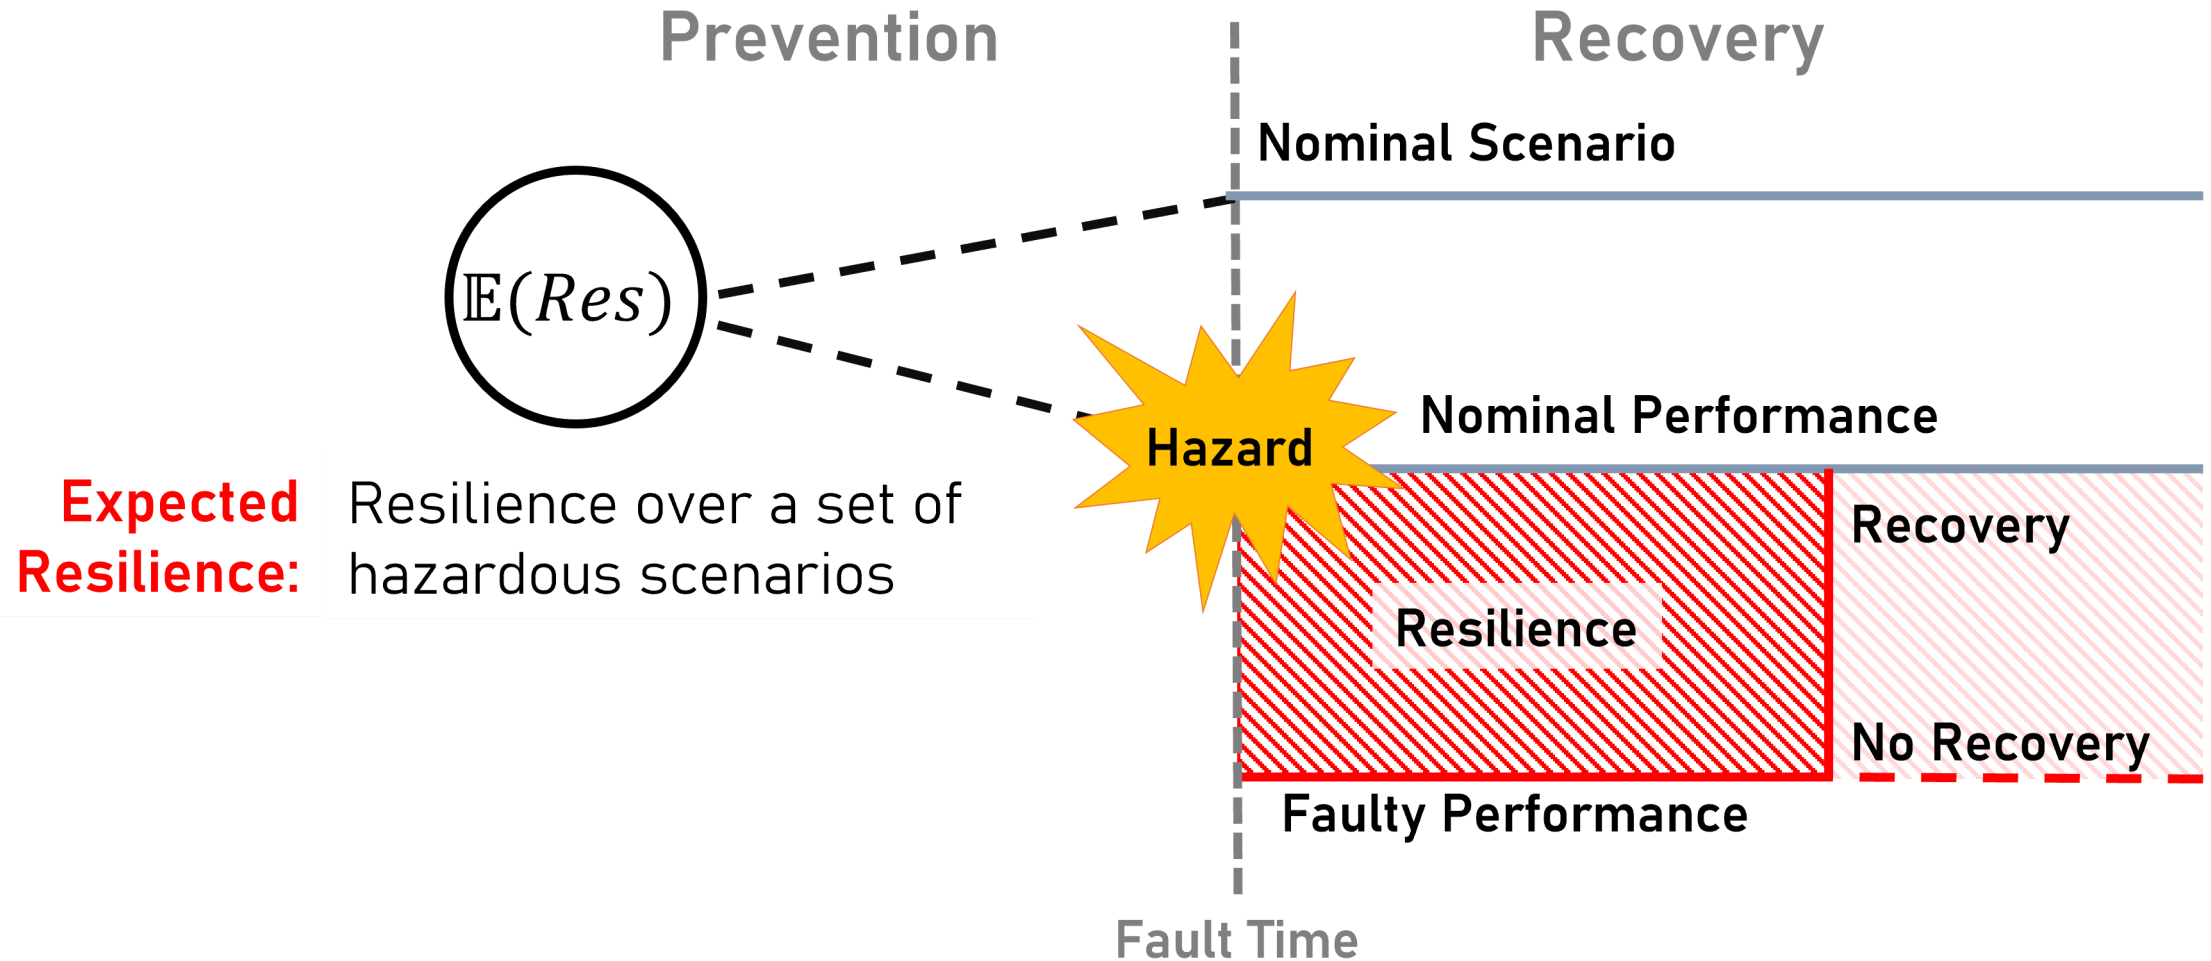 Prevention
Recovery
Nominal Scenario
𝔼(Res)
Hazard
Nominal Performance
Expected
Resilience:
Resilience over a set of
hazardous scenarios
Recovery
Resilience
No Recovery
Faulty Performance
Fault Time